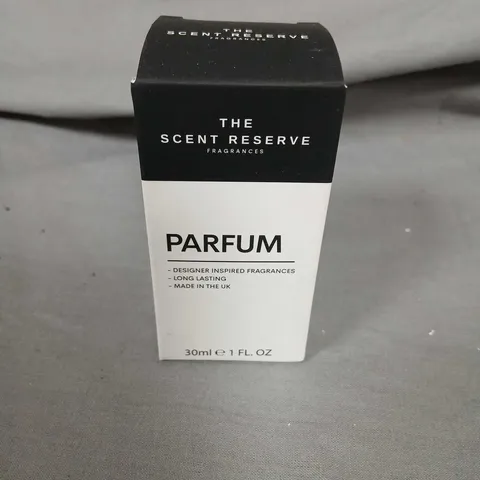 THE
SCENT RESERVE
FRAGRANCES
THE
SCENT RESERVE
FRAGRANCES
PARFUM
- DESIGNER INSPIRED FRAGRANCES
- LONG LASTING
- MADE IN THE UK
30ml ℮ 1 FL. OZ